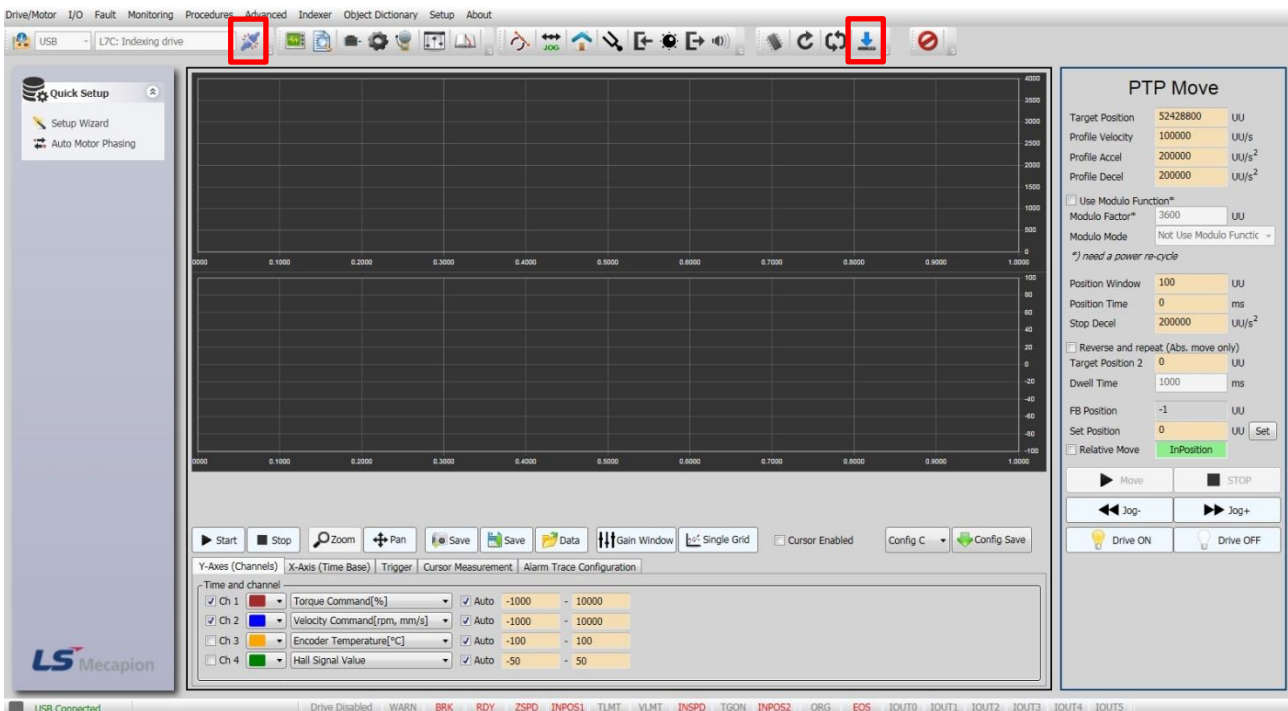 Drive/Motor I/O Fault Monitoring Procedures Advanced Indexer Object Dictionary Setup About
USB L7C: Indexing drive JOG
Quick Setup
Setup Wizard
Auto Motor Phasing
LS Mecapion
4000
3500
3000
2500
2000
1500
1000
500
0
0000 0.1000 0.2000 0.3000 0.4000 0.5000 0.6000 0.7000 0.8000 0.9000 1.0000
100
80
60
40
20
0
-20
-40
-60
-80
-100
0000 0.1000 0.2000 0.3000 0.4000 0.5000 0.6000 0.7000 0.8000 0.9000 1.0000
Start Stop Zoom Pan Save Save Data Gain Window Single Grid Cursor Enabled Config C Config Save
Y-Axes (Channels) X-Axis (Time Base) Trigger Cursor Measurement Alarm Trace Configuration
Time and channel
Ch 1 Torque Command[%] Auto -1000 - 10000
Ch 2 Velocity Command[rpm, mm/s] Auto -1000 - 10000
Ch 3 Encoder Temperature[°C] Auto -100 - 100
Ch 4 Hall Signal Value Auto -50 - 50
PTP Move
Target Position 52428800 UU
Profile Velocity 100000 UU/s
Profile Accel 200000 UU/s²
Profile Decel 200000 UU/s²
Use Modulo Function*
Modulo Factor* 3600 UU
Modulo Mode Not Use Modulo Functic
*) need a power re-cycle
Position Window 100 UU
Position Time 0 ms
Stop Decel 200000 UU/s²
Reverse and repeat (Abs. move only)
Target Position 2 0 UU
Dwell Time 1000 ms
FB Position -1 UU
Set Position 0 UU Set
Relative Move InPosition
Move STOP
Jog- Jog+
Drive ON Drive OFF
USB Connected Drive Disabled WARN BRK RDY ZSPD INPOS1 TLMT VLMT INSPD TGON INPOS2 ORG EOS IOUT0 IOUT1 IOUT2 IOUT3 IOUT4 IOUT5